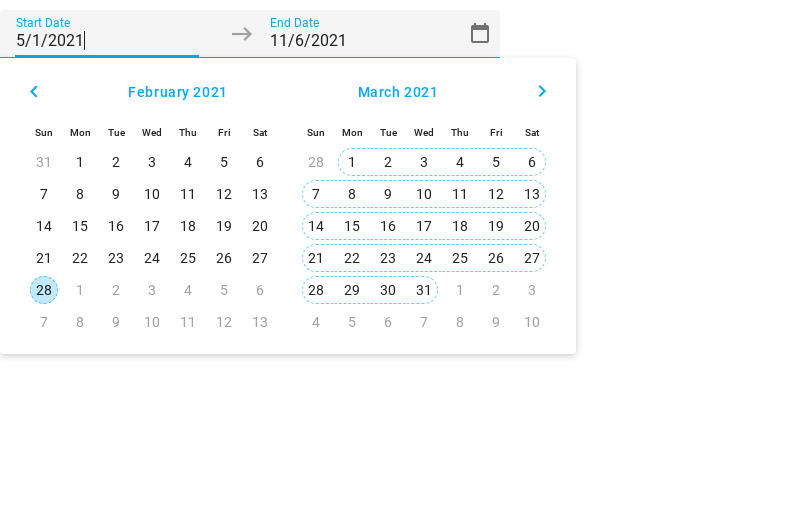 Start Date End Date
5/1/2021 11/6/2021
February 2021 March 2021
Sun Mon Tue Wed Thu Fri Sat Sun Mon Tue Wed Thu Fri Sat
31 1 2 3 4 5 6 28 1 2 3 4 5 6
7 8 9 10 11 12 13 7 8 9 10 11 12 13
14 15 16 17 18 19 20 14 15 16 17 18 19 20
21 22 23 24 25 26 27 21 22 23 24 25 26 27
28 1 2 3 4 5 6 28 29 30 31 1 2 3
7 8 9 10 11 12 13 4 5 6 7 8 9 10